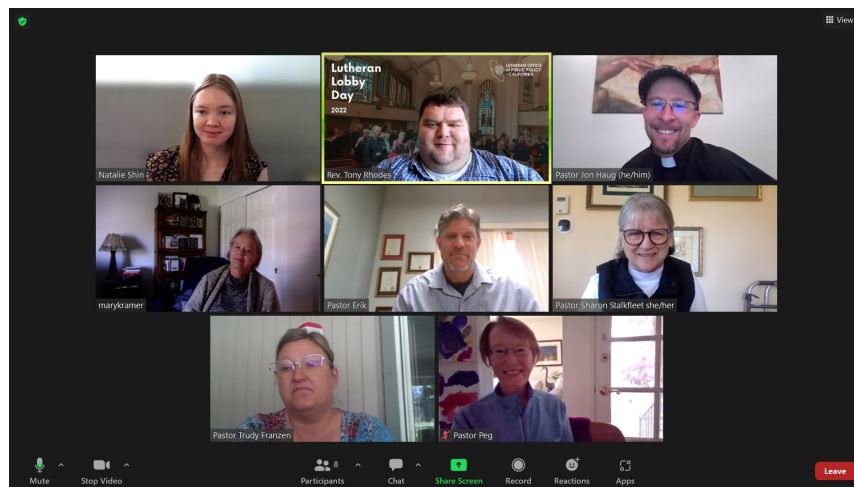 View
Lutheran
Lobby
Day
2022
LUTHERAN OFFICE
of PUBLIC POLICY
- CALIFORNIA
Natalie Shin
Rev. Tony Rhodes
Pastor Jon Haug (he/him)
marykramer
Pastor Erik
Pastor Sharon Stalkfleet she/her
Pastor Trudy Franzen
Pastor Peg
Mute
Stop Video
Participants
8
Chat
Share Screen
Record
Reactions
Apps
Leave